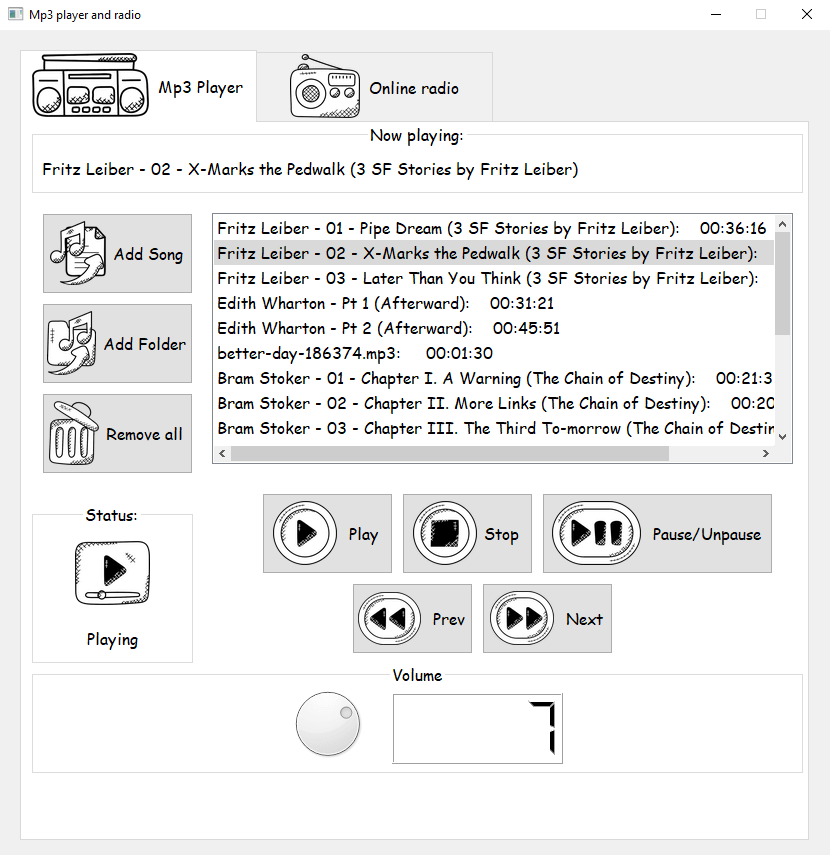 Mp3 player and radio
Mp3 Player
Online radio
Now playing:
Fritz Leiber - 02 - X-Marks the Pedwalk (3 SF Stories by Fritz Leiber)
Add Song
Add Folder
Remove all
Fritz Leiber - 01 - Pipe Dream (3 SF Stories by Fritz Leiber): 00:36:16
Fritz Leiber - 02 - X-Marks the Pedwalk (3 SF Stories by Fritz Leiber):
Fritz Leiber - 03 - Later Than You Think (3 SF Stories by Fritz Leiber):
Edith Wharton - Pt 1 (Afterward): 00:31:21
Edith Wharton - Pt 2 (Afterward): 00:45:51
better-day-186374.mp3: 00:01:30
Bram Stoker - 01 - Chapter I. A Warning (The Chain of Destiny): 00:21:3
Bram Stoker - 02 - Chapter II. More Links (The Chain of Destiny): 00:20
Bram Stoker - 03 - Chapter III. The Third To-morrow (The Chain of Destin
Play
Stop
Pause/Unpause
Prev
Next
Status:
Playing
Volume
7